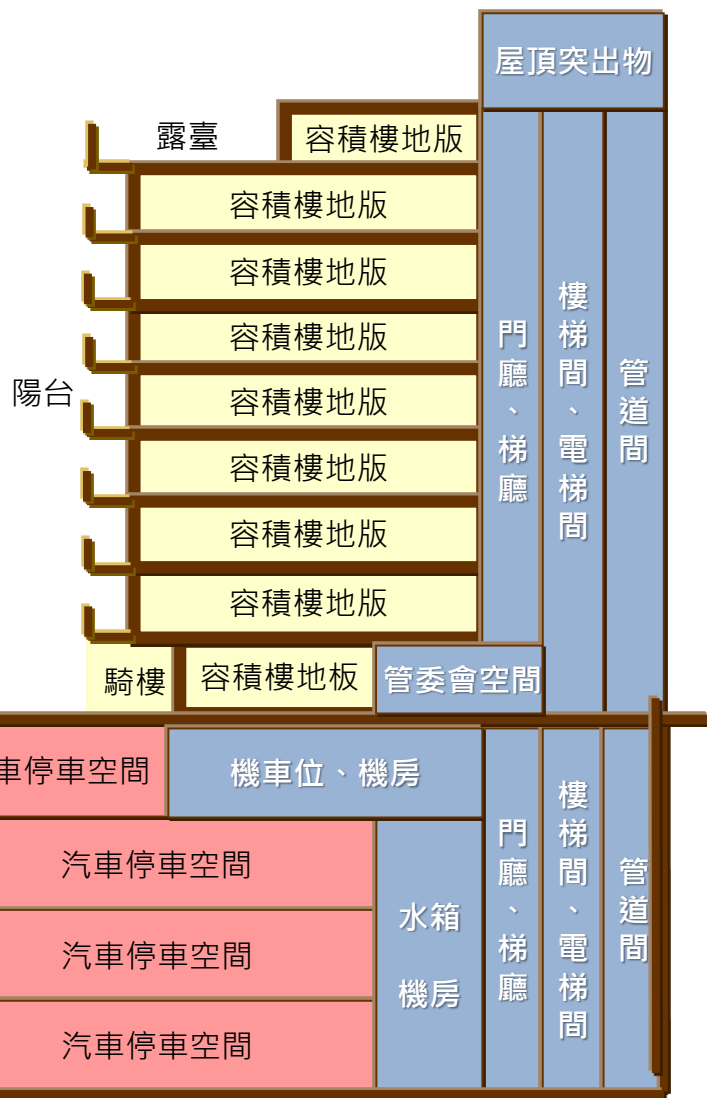 屋頂突出物
露臺
容積樓地版
容積樓地版
容積樓地版
容積樓地版
陽台
容積樓地版
容積樓地版
容積樓地版
容積樓地版
門廳、梯廳
樓梯間、電梯間
管道間
騎樓
容積樓地板
管委會空間
車停車空間
機車位、機房
汽車停車空間
汽車停車空間
汽車停車空間
水箱
機房
門廳、梯廳
樓梯間、電梯間
管道間